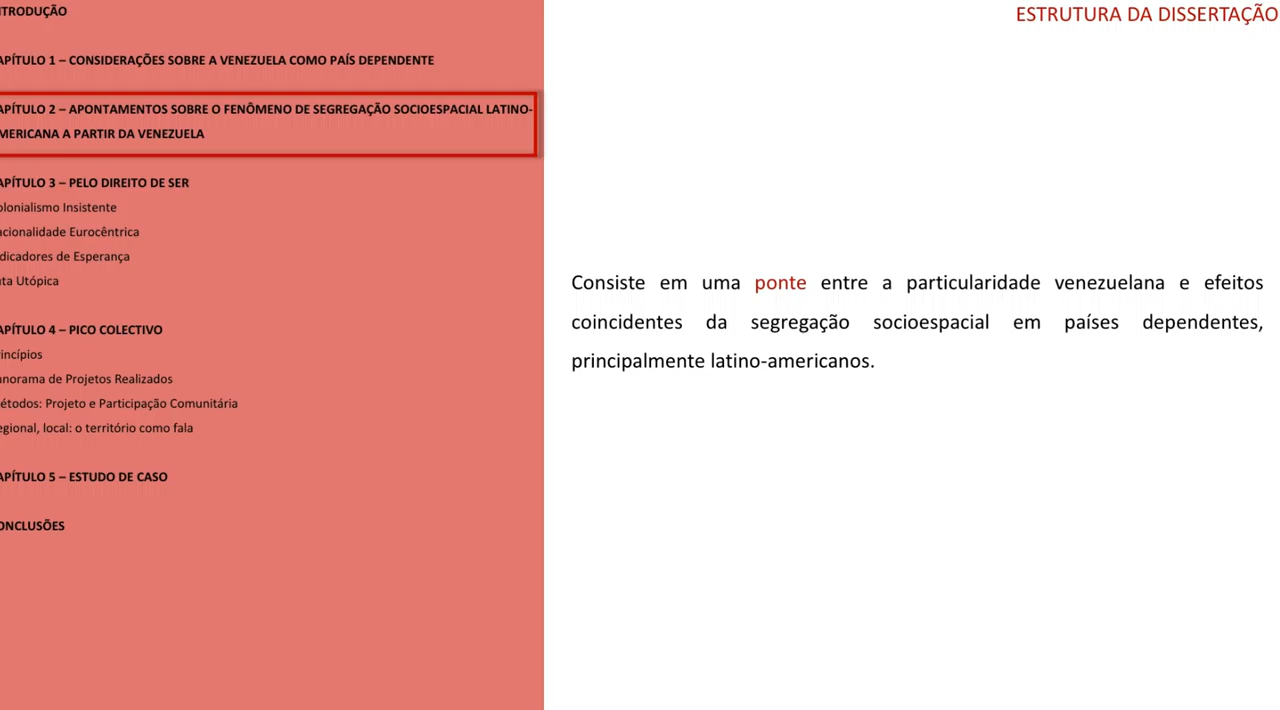 NTRODUÇÃO
APÍTULO 1 – CONSIDERAÇÕES SOBRE A VENEZUELA COMO PAÍS DEPENDENTE
APÍTULO 2 – APONTAMENTOS SOBRE O FENÔMENO DE SEGREGAÇÃO SOCIOESPACIAL LATINO-
MERICANA A PARTIR DA VENEZUELA
APÍTULO 3 – PELO DIREITO DE SER
olonialismo Insistente
acionalidade Eurocêntrica
dicadores de Esperança
uta Utópica
APÍTULO 4 – PICO COLECTIVO
rincípios
anorama de Projetos Realizados
étodos: Projeto e Participação Comunitária
egional, local: o território como fala
APÍTULO 5 – ESTUDO DE CASO
ONCLUSÕES
ESTRUTURA DA DISSERTAÇÃO
Consiste em uma ponte entre a particularidade venezuelana e efeitos
coincidentes da segregação socioespacial em países dependentes,
principalmente latino-americanos.